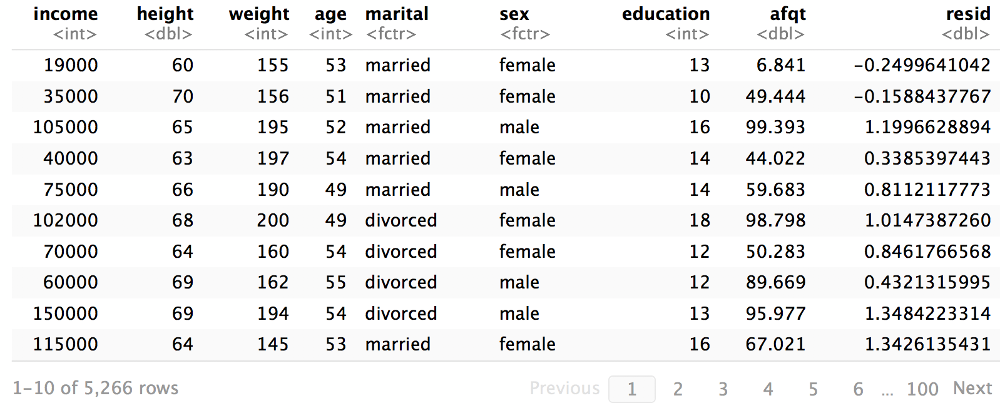 income height weight age marital sex education afqt resid
<int> <dbl> <int> <int> <fctr> <fctr> <int> <dbl> <dbl>
19000 60 155 53 married female 13 6.841 -0.2499641042
35000 70 156 51 married female 10 49.444 -0.1588437767
105000 65 195 52 married male 16 99.393 1.1996628894
40000 63 197 54 married female 14 44.022 0.3385397443
75000 66 190 49 married male 14 59.683 0.8112117773
102000 68 200 49 divorced female 18 98.798 1.0147387260
70000 64 160 54 divorced female 12 50.283 0.8461766568
60000 69 162 55 divorced male 12 89.669 0.4321315995
150000 69 194 54 divorced male 13 95.977 1.3484223314
115000 64 145 53 married female 16 67.021 1.3426135431
1-10 of 5,266 rows Previous 1 2 3 4 5 6 ... 100 Next